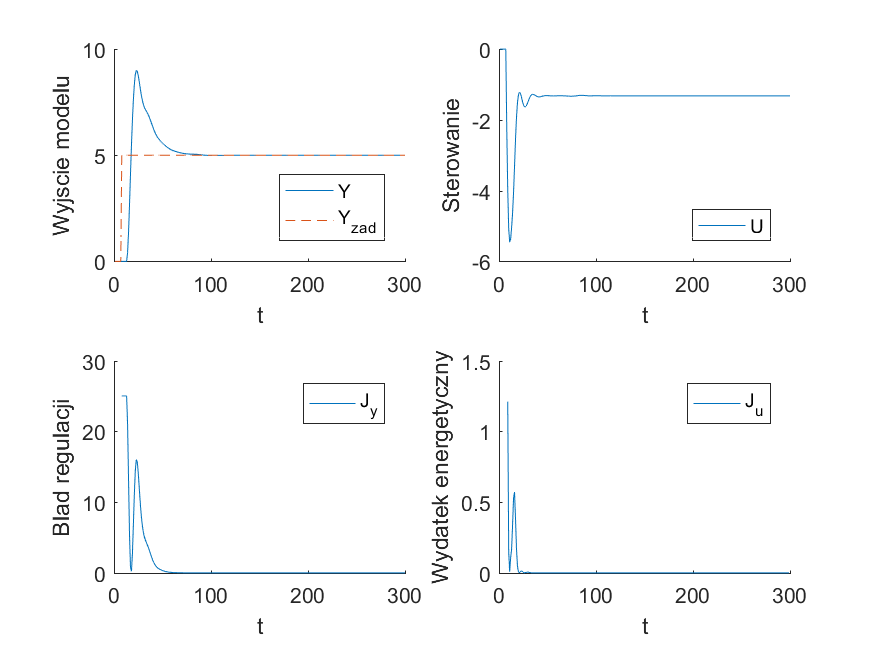 Wyjscie modelu
10
5
0
0
100
200
300
t
Y
Y_zad
Sterowanie
0
-2
-4
-6
0
100
200
300
t
U
Blad regulacji
30
20
10
0
0
100
200
300
t
J_y
Wydatek energetyczny
1.5
1
0.5
0
0
100
200
300
t
J_u